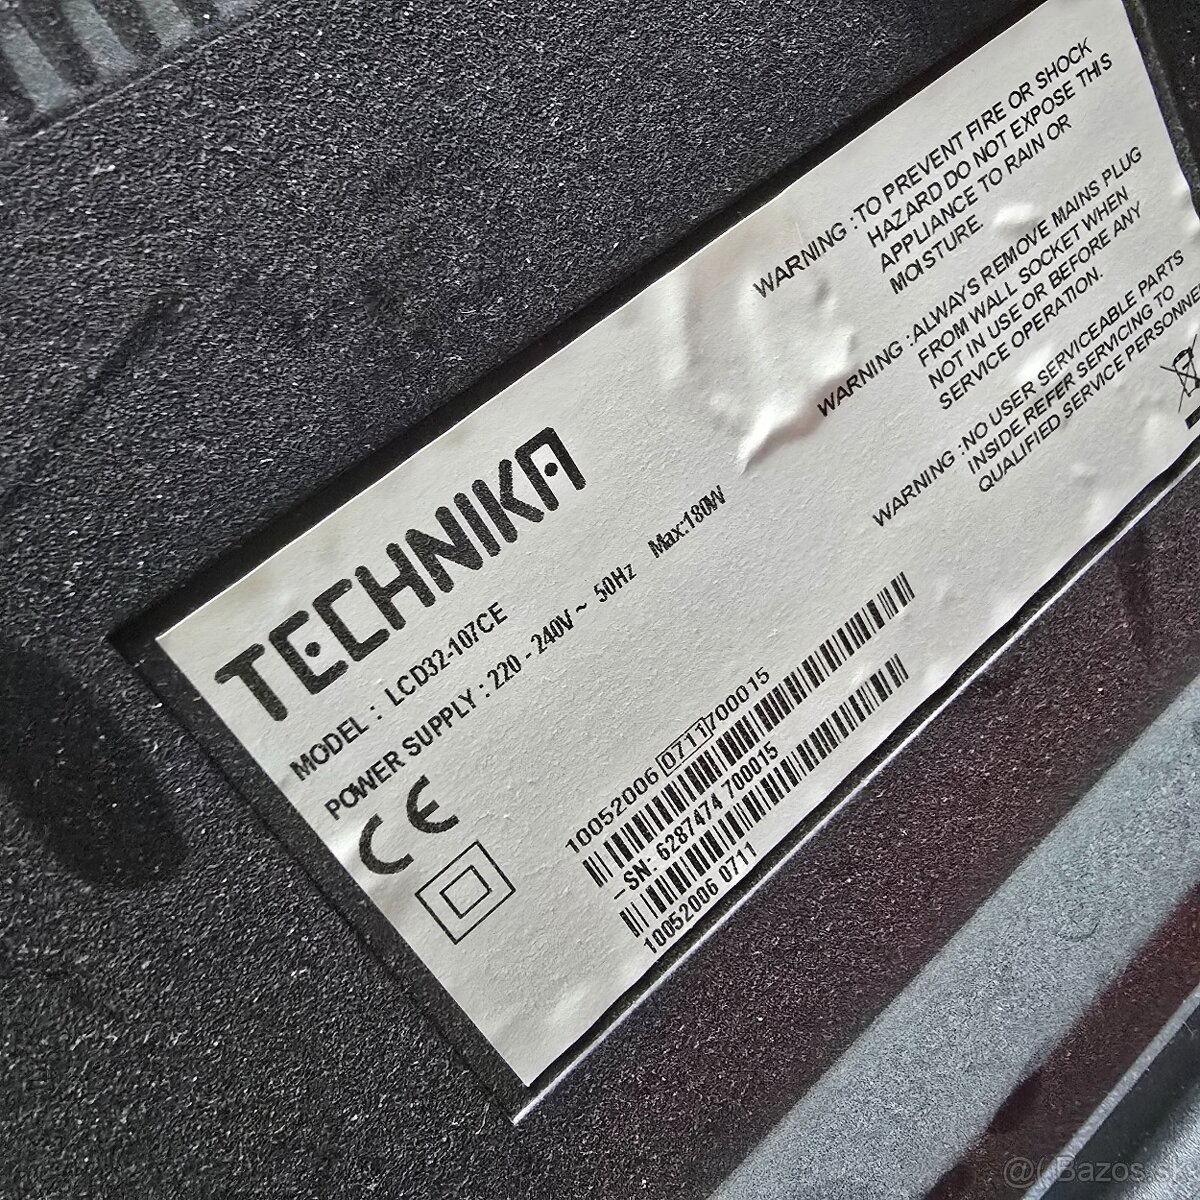 TECHNIKA
MODEL : LCD32-107CE
POWER SUPPLY : 220 - 240V ~ 50Hz Max:180W
CE
WARNING :TO PREVENT FIRE OR SHOCK
HAZARD DO NOT EXPOSE THIS
APPLIANCE TO RAIN OR
MOISTURE.
WARNING :ALWAYS REMOVE MAINS PLUG
FROM WALL SOCKET WHEN
NOT IN USE OR BEFORE ANY
SERVICE OPERATION.
WARNING :NO USER SERVICEABLE PARTS
INSIDE.REFER SERVICING TO
QUALIFIED SERVICE PERSONNE
10052006 0711 700015
SN: 6287474 700015
10052006 0711
Bazos.sk